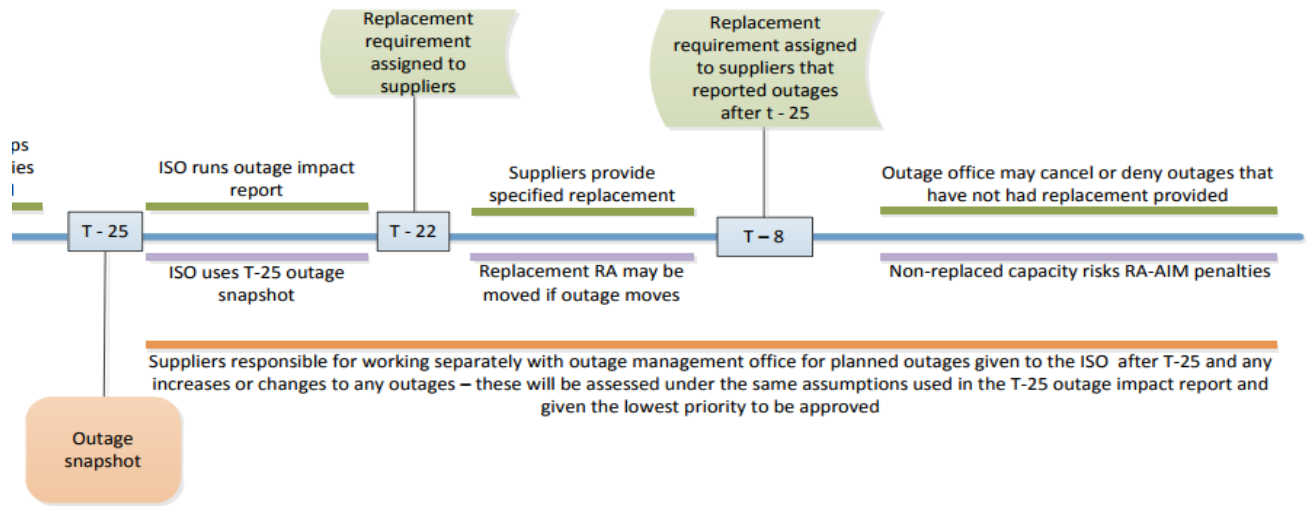 Replacement
requirement
assigned to
suppliers
Replacement
requirement assigned
to suppliers that
reported outages
after t - 25
ISO runs outage impact
report
Suppliers provide
specified replacement
Outage office may cancel or deny outages that
have not had replacement provided
T - 25
T - 22
T – 8
ISO uses T-25 outage
snapshot
Replacement RA may be
moved if outage moves
Non-replaced capacity risks RA-AIM penalties
Suppliers responsible for working separately with outage management office for planned outages given to the ISO after T-25 and any
increases or changes to any outages – these will be assessed under the same assumptions used in the T-25 outage impact report and
given the lowest priority to be approved
Outage
snapshot